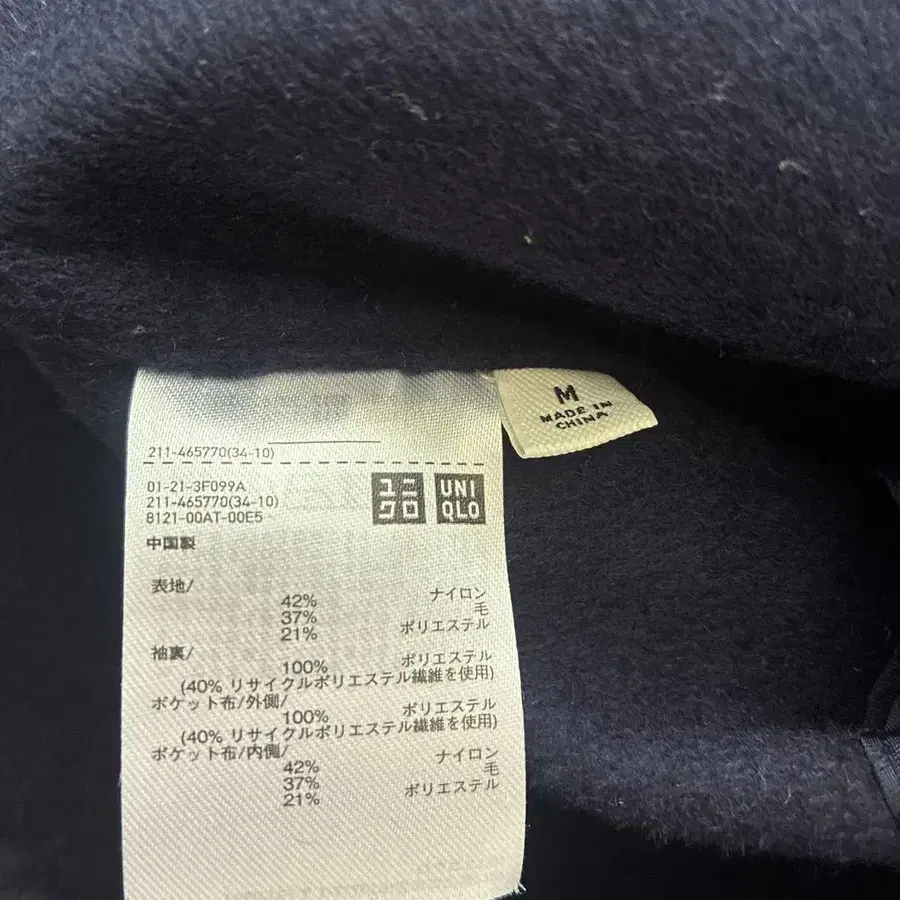 M
MADE IN
CHINA
211-465770(34-10)
01-21-3F099A
211-465770(34-10)
8121-00AT-00E5
ユニクロ
UNIQLO
中国製
表地/
42% ナイロン
37% 毛
21% ポリエステル
袖裏/
100% ポリエステル
(40% リサイクルポリエステル繊維を使用)
ポケット布/外側/
100% ポリエステル
(40% リサイクルポリエステル繊維を使用)
ポケット布/内側/
42% ナイロン
37% 毛
21% ポリエステル